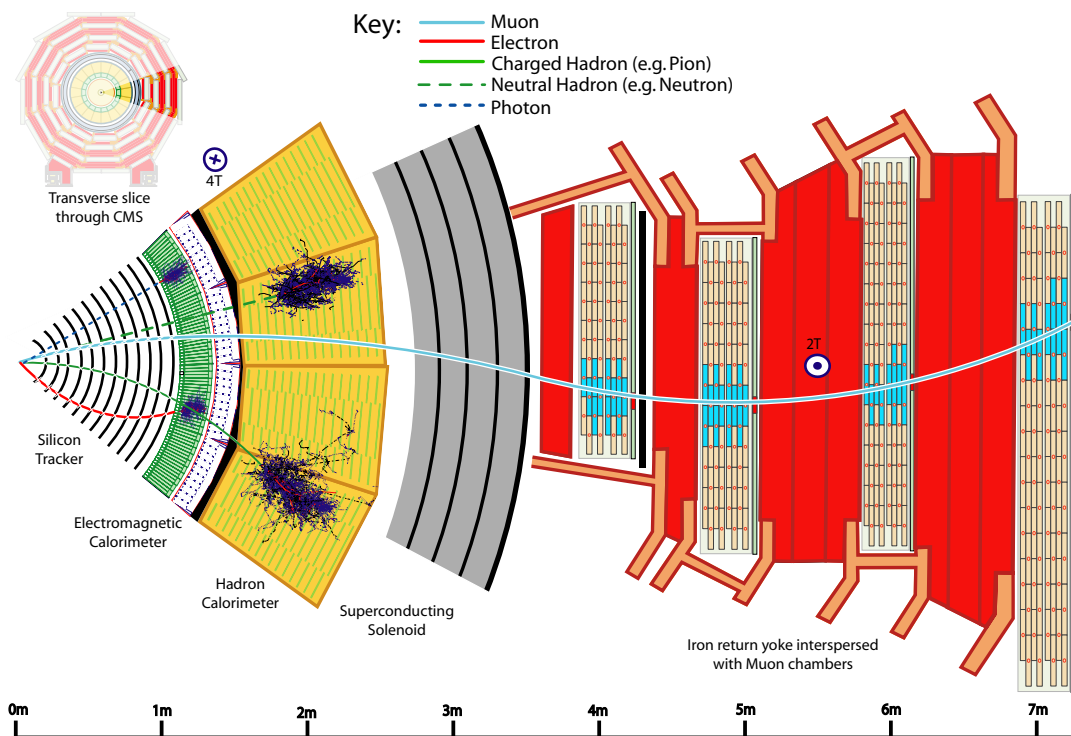 Key:
Muon
Electron
Charged Hadron (e.g. Pion)
Neutral Hadron (e.g. Neutron)
Photon
Transverse slice
through CMS
4T
2T
Silicon
Tracker
Electromagnetic
Calorimeter
Hadron
Calorimeter
Superconducting
Solenoid
Iron return yoke interspersed
with Muon chambers
0m 1m 2m 3m 4m 5m 6m 7m